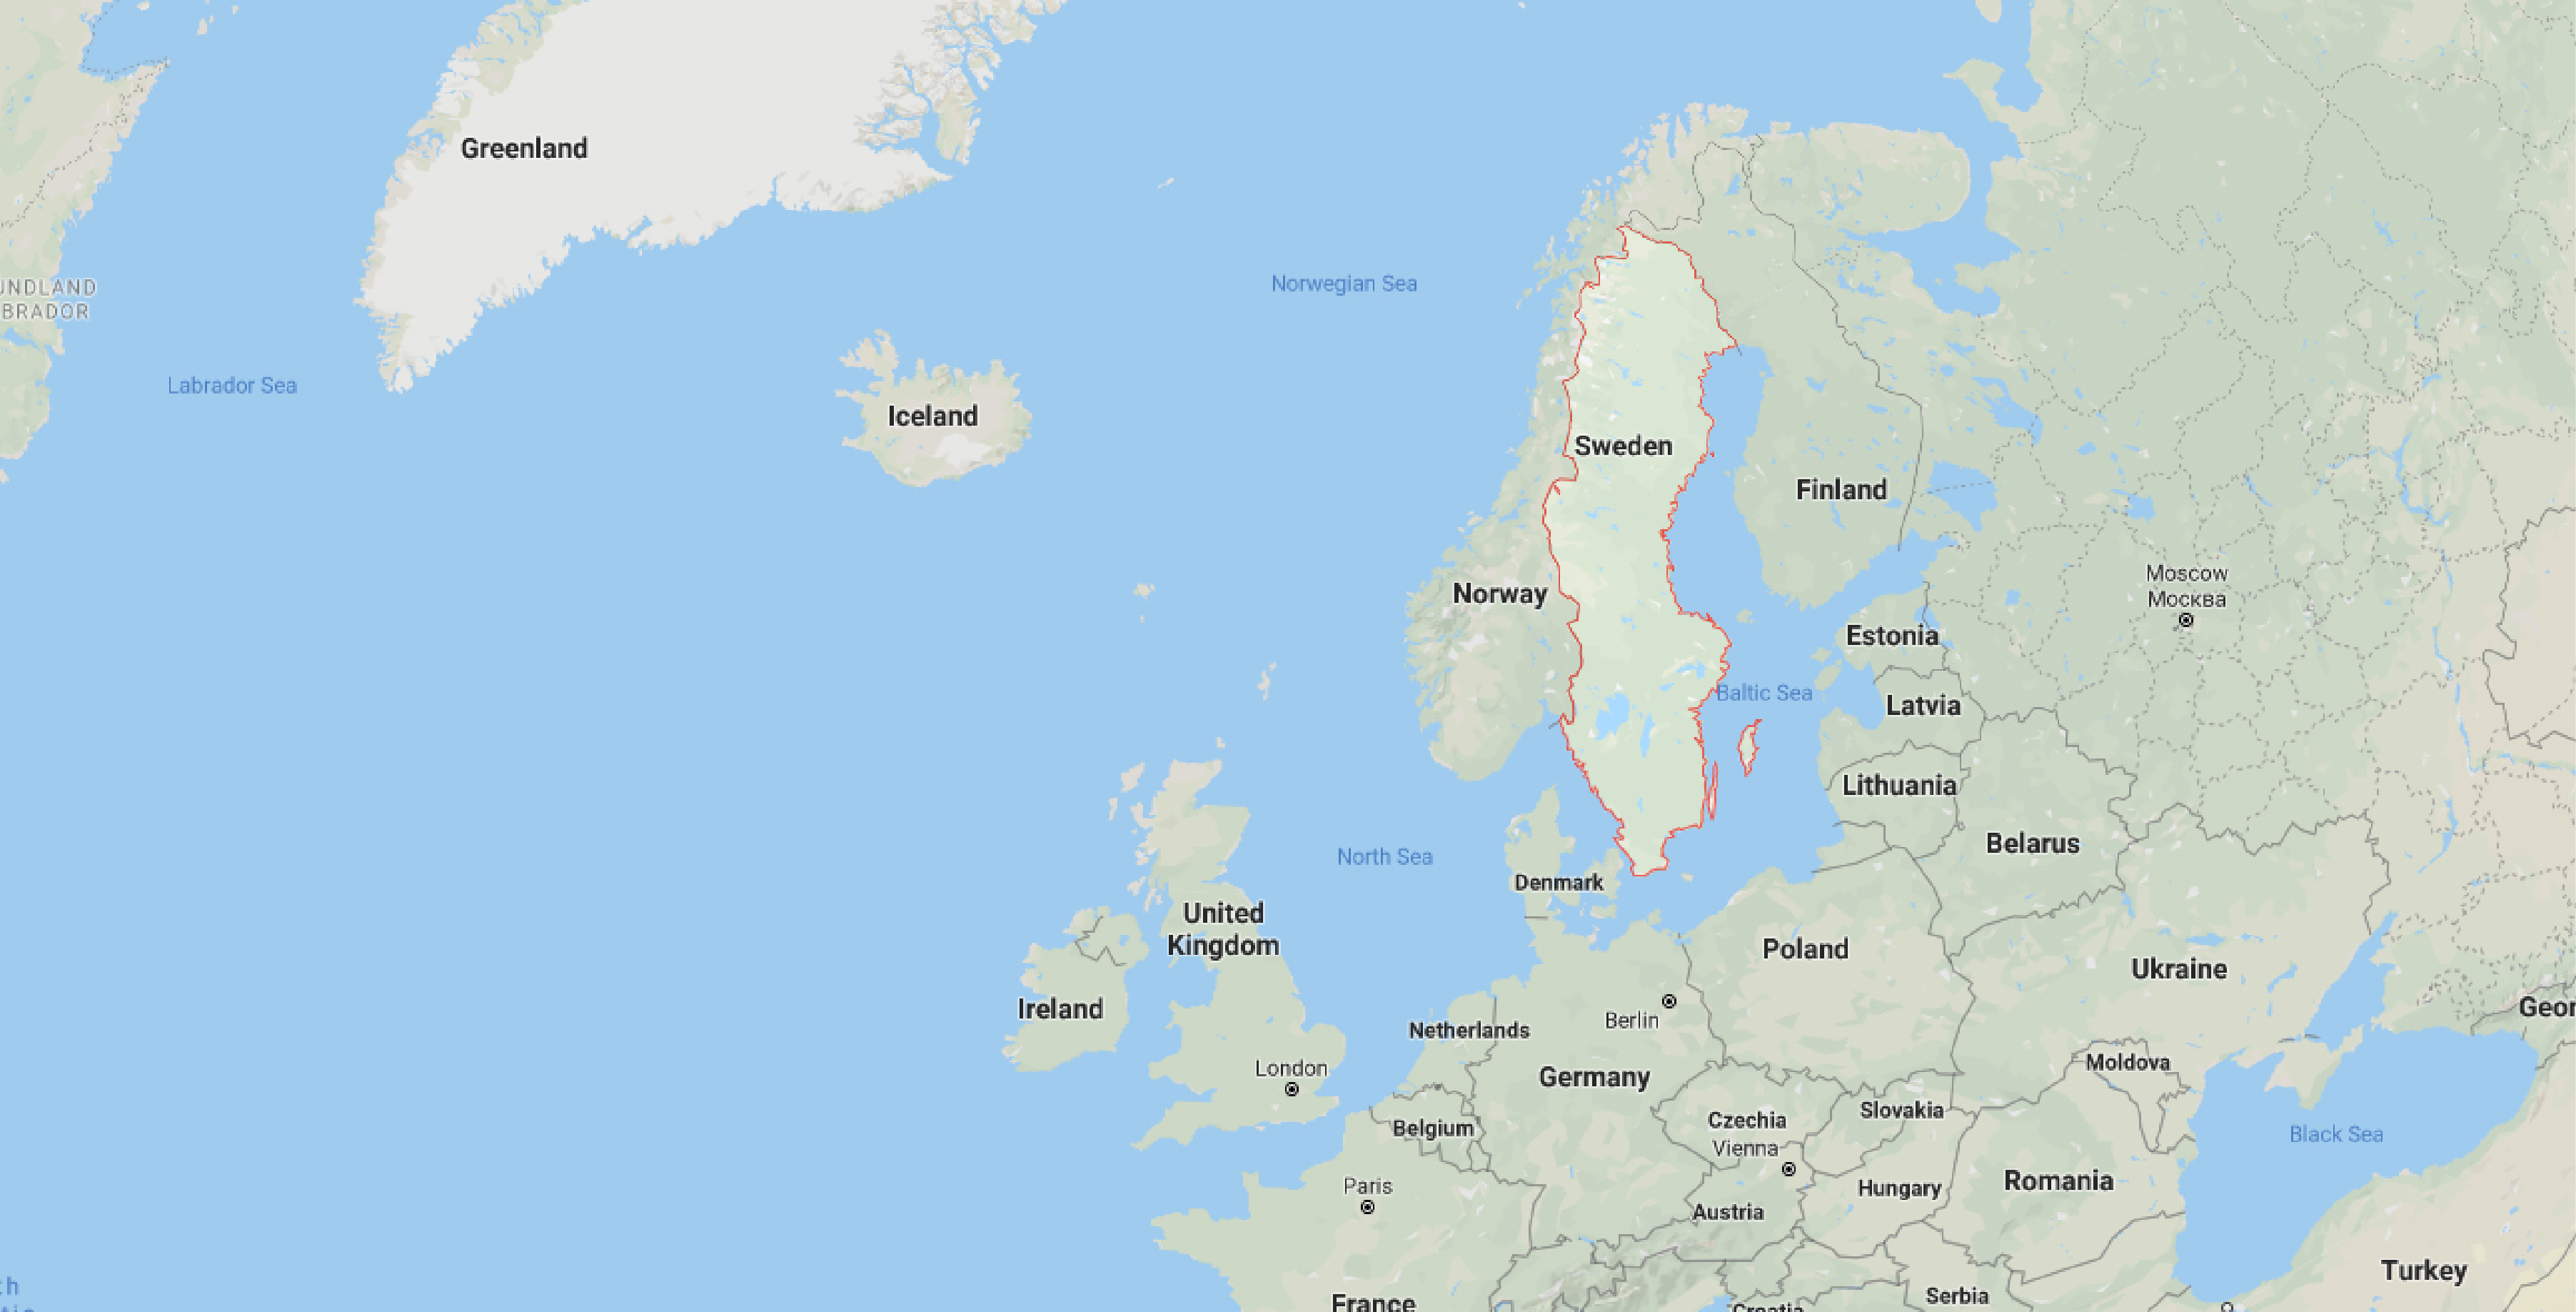 Greenland
Norwegian Sea
UNDLAND
BRADOR
Labrador Sea
Iceland
Sweden
Finland
Norway
Moscow
Москва
Estonia
Baltic Sea
Latvia
Lithuania
Belarus
North Sea
Denmark
United
Kingdom
Poland
Ukraine
Ireland
Geor
Berlin
Netherlands
London
Germany
Moldova
Belgium
Czechia
Slovakia
Vienna
Black Sea
Paris
Hungary
Romania
Austria
Turkey
th
Serbia
France
Croatia